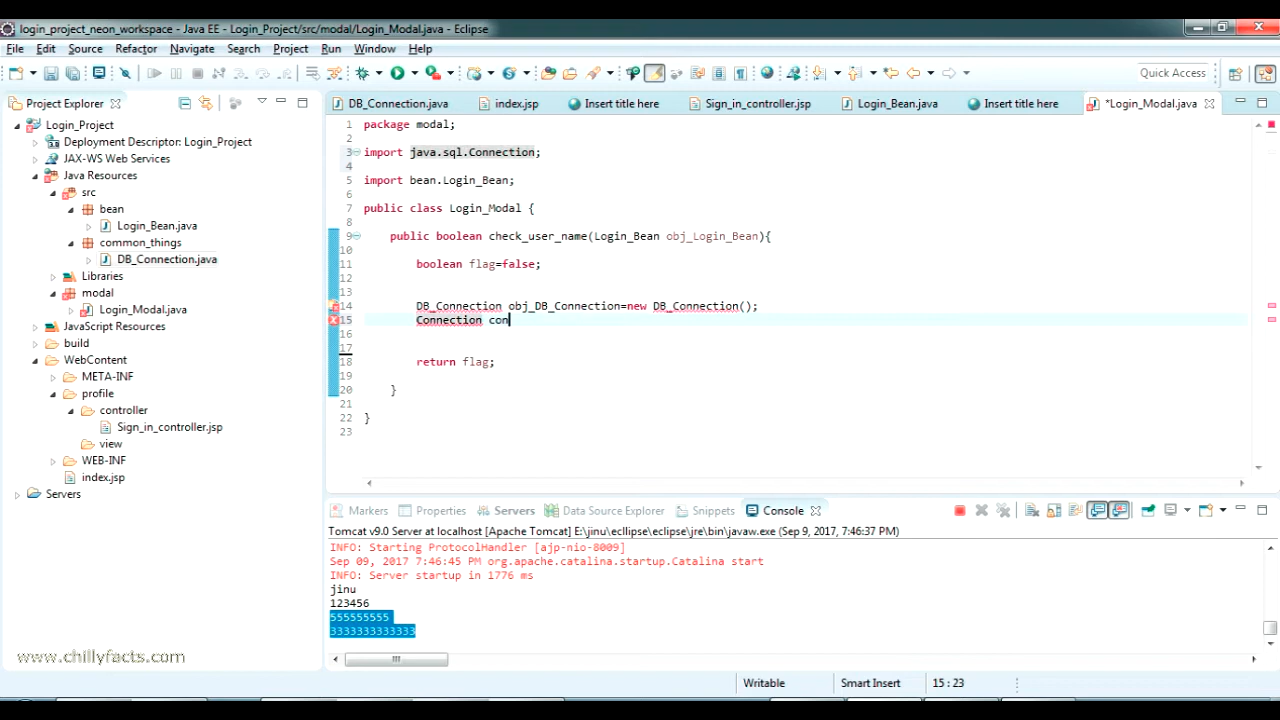 login_project_neon_workspace - Java EE - Login_Project/src/modal/Login_Modal.java - Eclipse
File Edit Source Refactor Navigate Search Project Run Window Help
Quick Access
Project Explorer
DB_Connection.java index.jsp Insert title here Sign_in_controller.jsp Login_Bean.java Insert title here *Login_Modal.java
Login_Project
Deployment Descriptor: Login_Project
JAX-WS Web Services
Java Resources
src
bean
Login_Bean.java
common_things
DB_Connection.java
Libraries
modal
Login_Modal.java
JavaScript Resources
build
WebContent
META-INF
profile
controller
Sign_in_controller.jsp
view
WEB-INF
index.jsp
Servers
1 package modal;
2
3 import java.sql.Connection;
4
5 import bean.Login_Bean;
6
7 public class Login_Modal {
8
9 public boolean check_user_name(Login_Bean obj_Login_Bean){
10
11 boolean flag=false;
12
13
14 DB_Connection obj_DB_Connection=new DB_Connection();
15 Connection con
16
17
18 return flag;
19
20 }
21
22 }
23
Markers Properties Servers Data Source Explorer Snippets Console
Tomcat v9.0 Server at localhost [Apache Tomcat] E:\jinu\ecllipse\eclipse\jre\bin\javaw.exe (Sep 9, 2017, 7:46:37 PM)
INFO: Starting ProtocolHandler [ajp-nio-8009]
Sep 09, 2017 7:46:45 PM org.apache.catalina.startup.Catalina start
INFO: Server startup in 1776 ms
jinu
123456
555555555
3333333333333
www.chillyfacts.com
Writable Smart Insert 15 : 23